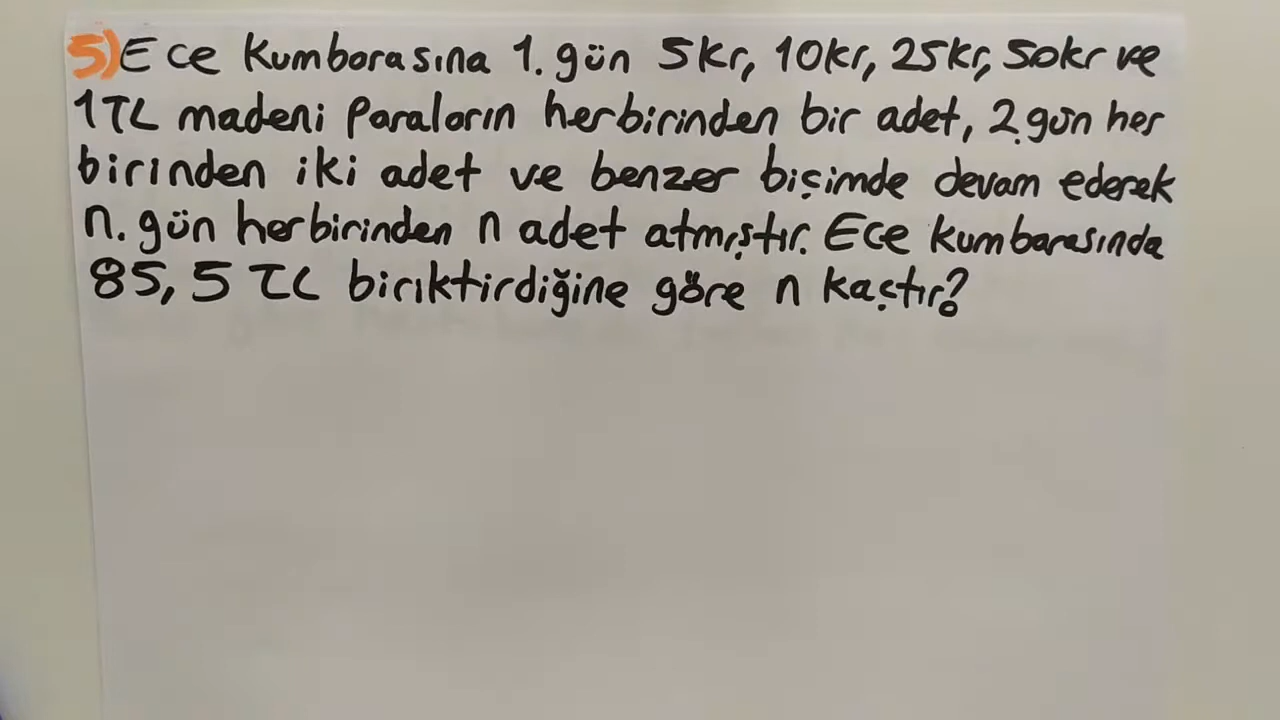 5) Ece kumbarasına 1. gün 5kr, 10kr, 25kr, 50kr ve
1TL madeni paraların herbirinden bir adet, 2. gün her
birinden iki adet ve benzer biçimde devam ederek
n. gün herbirinden n adet atmıştır. Ece kumbarasında
85,5 TL biriktirdiğine göre n kaçtır?